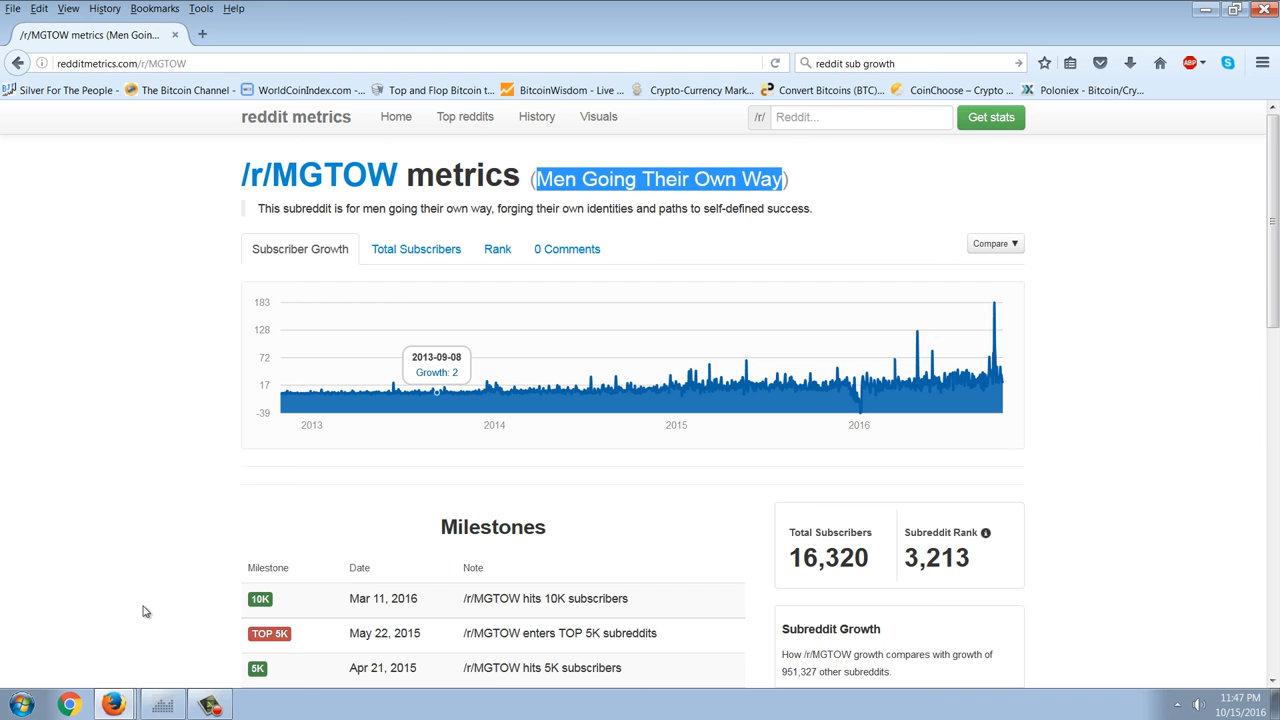 File Edit View History Bookmarks Tools Help
/r/MGTOW metrics (Men Goin...
redditmetrics.com/r/MGTOW
reddit sub growth
ABP
Silver For The People - The Bitcoin Channel - WorldCoinIndex.com -... Top and Flop Bitcoin t... BitcoinWisdom - Live ... Crypto-Currency Mark... Convert Bitcoins (BTC)... CoinChoose – Crypto ... Poloniex - Bitcoin/Cry...
reddit metrics Home Top reddits History Visuals /r/ Reddit... Get stats
/r/MGTOW metrics (Men Going Their Own Way)
This subreddit is for men going their own way, forging their own identities and paths to self-defined success.
Subscriber Growth Total Subscribers Rank 0 Comments Compare ▼
183
128
72
17
-39
2013-09-08
Growth: 2
2013 2014 2015 2016
Milestones
Milestone Date Note
10K Mar 11, 2016 /r/MGTOW hits 10K subscribers
TOP 5K May 22, 2015 /r/MGTOW enters TOP 5K subreddits
5K Apr 21, 2015 /r/MGTOW hits 5K subscribers
Total Subscribers
16,320
Subreddit Rank
3,213
Subreddit Growth
How /r/MGTOW growth compares with growth of
951,327 other subreddits.
11:47 PM
10/15/2016